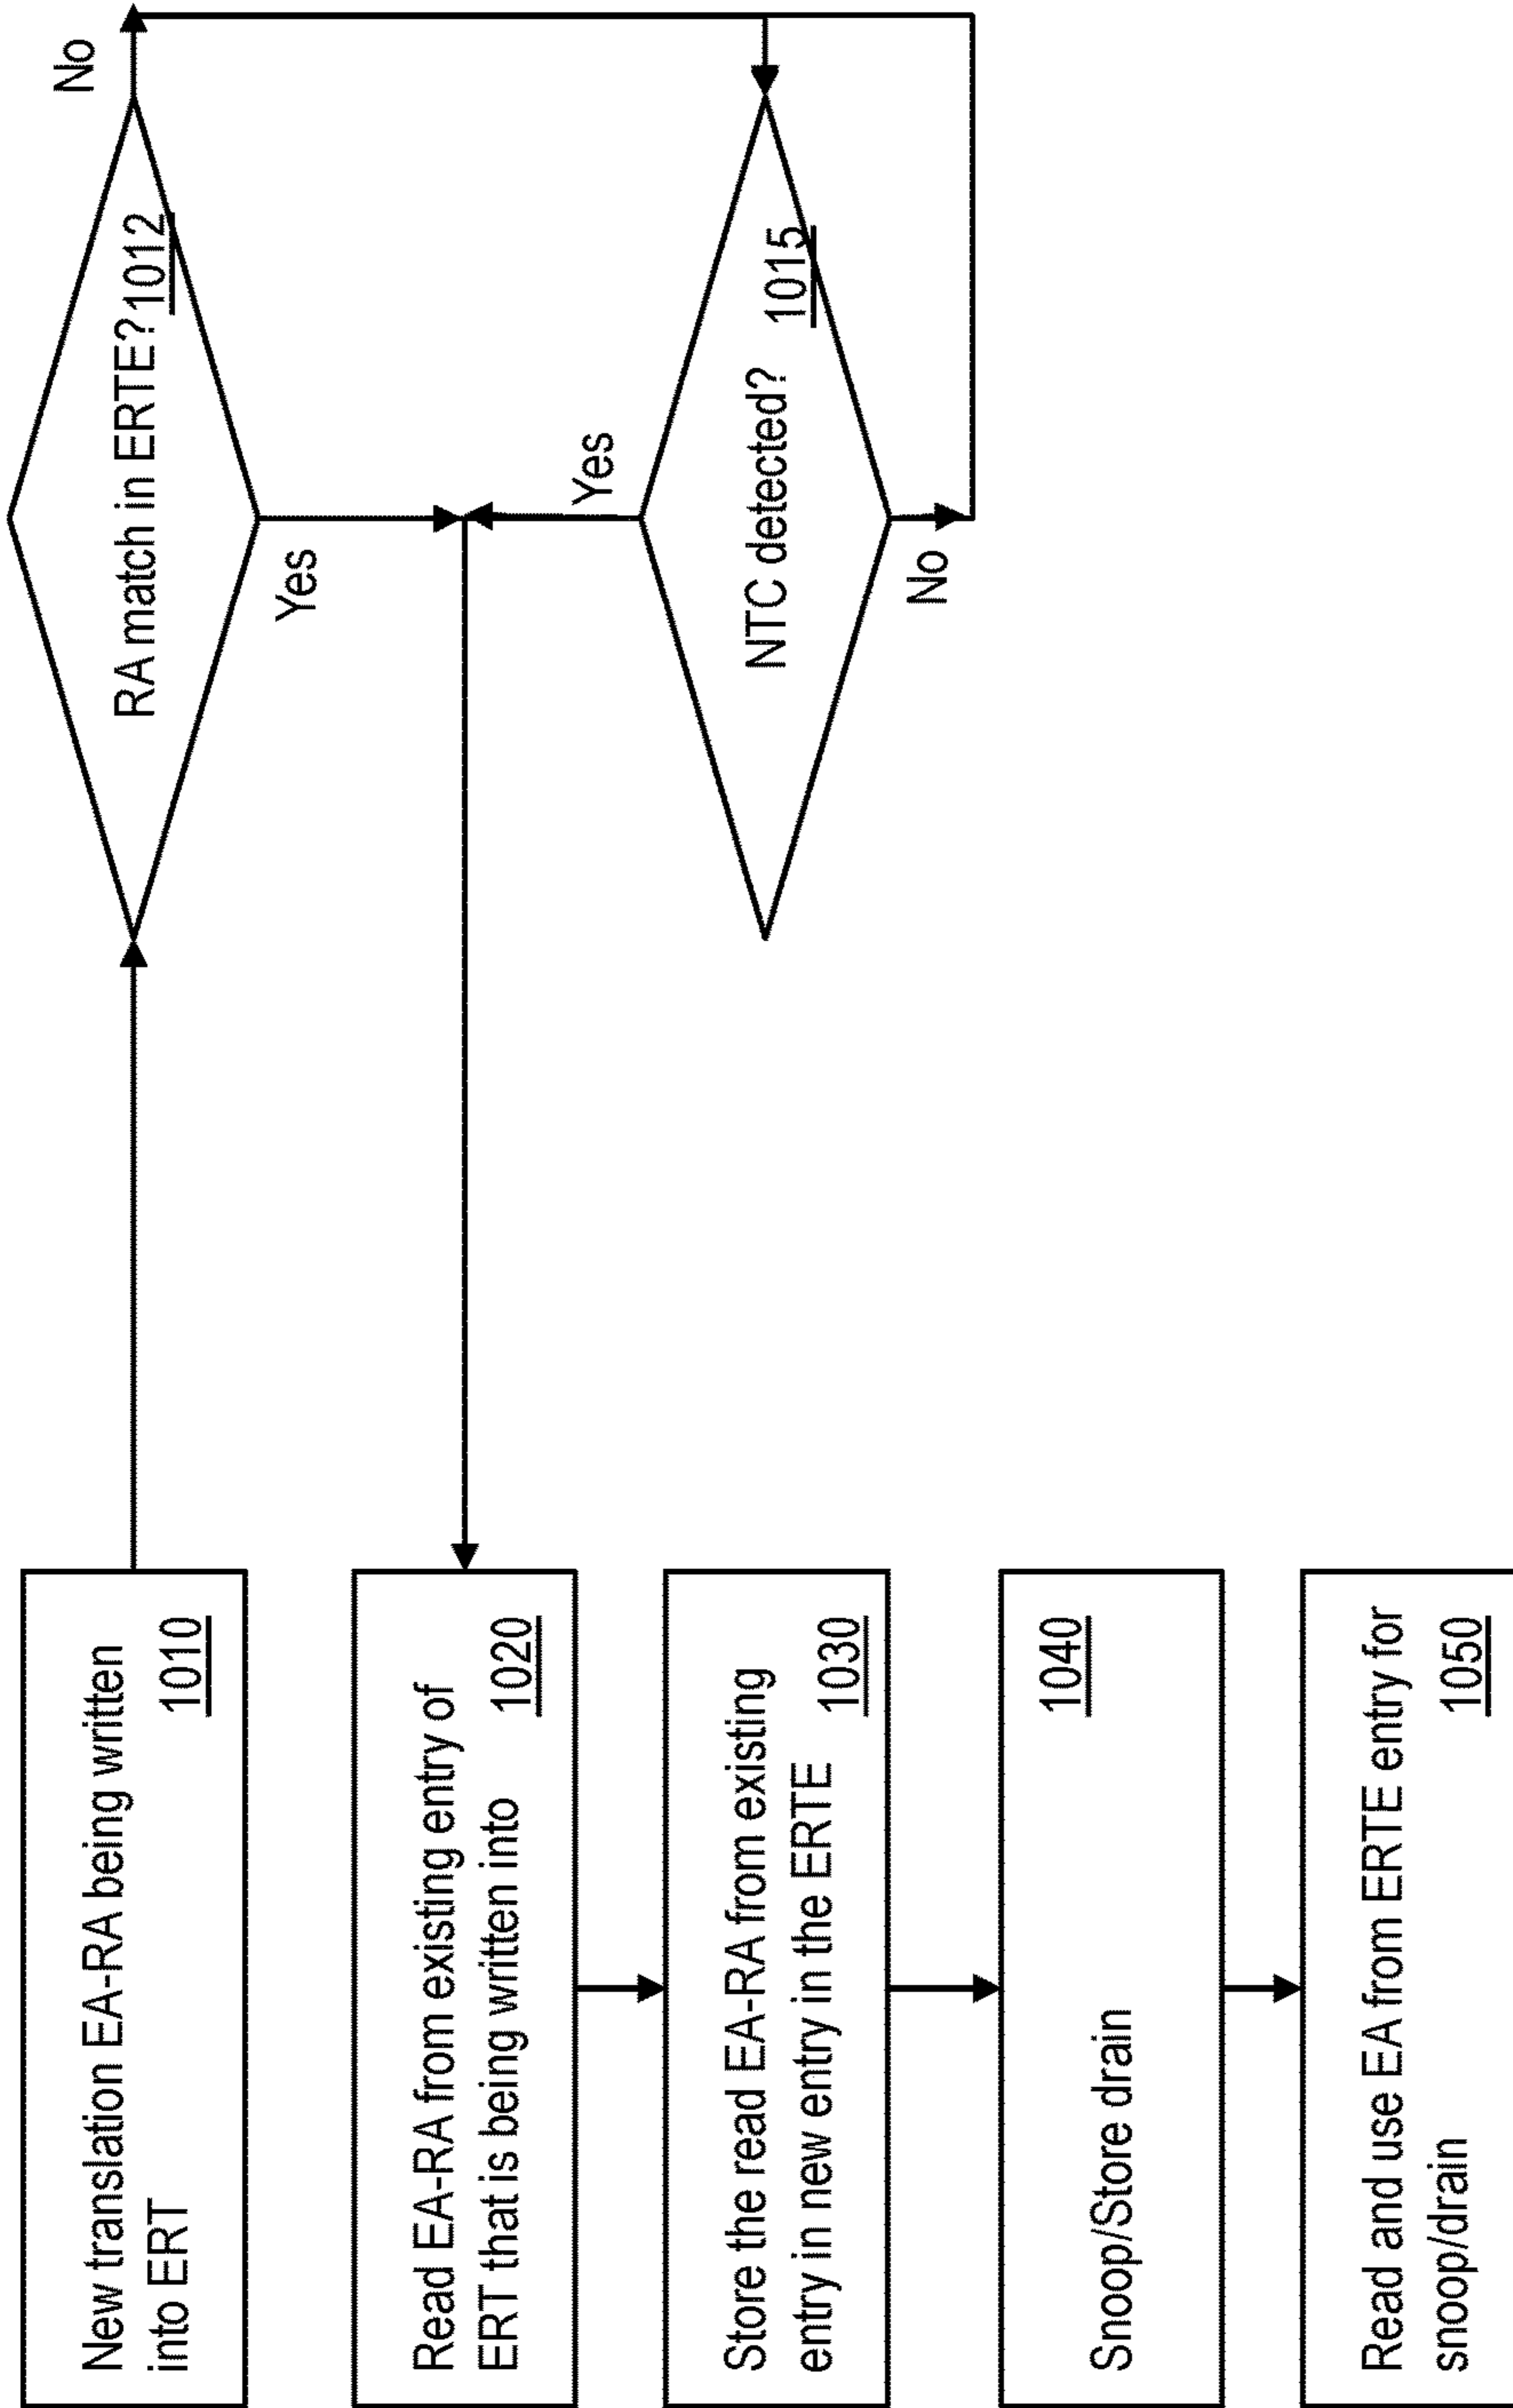 New translation EA-RA being written
into ERT
1010
RA match in ERTE?
1012
No
Yes
Read EA-RA from existing entry of
ERT that is being written into
1020
Yes
Store the read EA-RA from existing
entry in new entry in the ERTE
1030
NTC detected?
1015
No
Snoop/Store drain
1040
Read and use EA from ERTE entry for
snoop/drain
1050